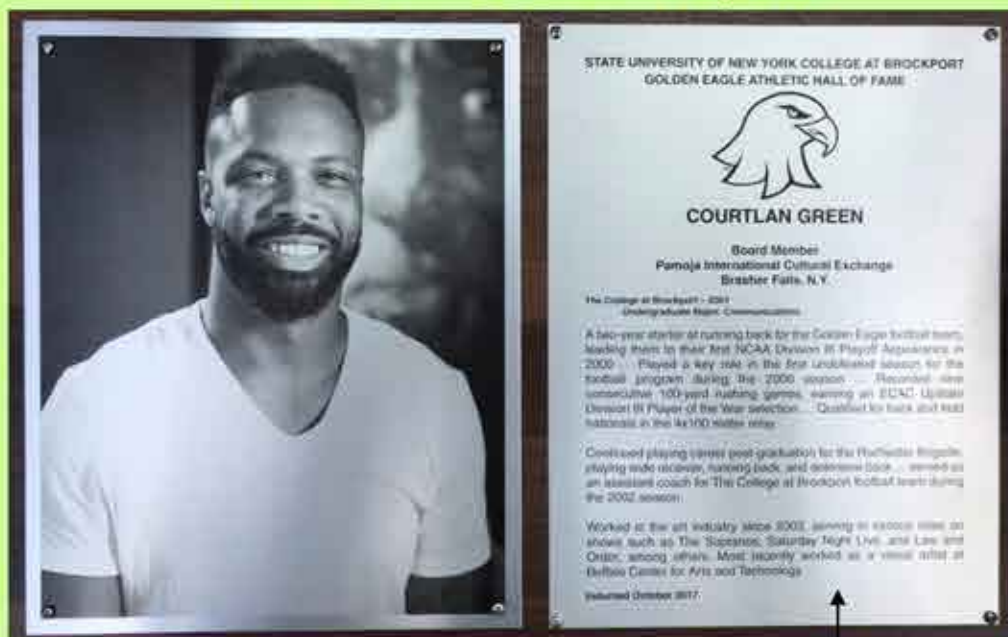 STATE UNIVERSITY OF NEW YORK COLLEGE AT BROCKPORT
GOLDEN EAGLE ATHLETIC HALL OF FAME
COURTLAN GREEN
Board Member
Pamoja International Cultural Exchange
Brasher Falls, N.Y.
The College at Brockport – 2001
Undergraduate Major: Communications
A two-year starter at running back for the Golden Eagle football team,
leading them to their first NCAA Division III Playoff Appearance in
2000 ... Played a key role in the first undefeated season for the
football program during the 2000 season ... Recorded nine
consecutive 100-yard rushing games, earning an ECAC Upstate
Division III Player of the Year selection ... Qualified for track and field
nationals in the 4x100 meter relay.
Continued playing career post-graduation for the Rochester Brigade,
playing wide receiver, running back, and defensive back ... served as
an assistant coach for The College at Brockport football team during
the 2002 season.
Worked in the art industry since 2003, serving in various roles on
shows such as The Sopranos, Saturday Night Live, and Law and
Order, among others. Most recently worked as a visual artist at
Buffalo Center for Arts and Technology.
Inducted October 2017